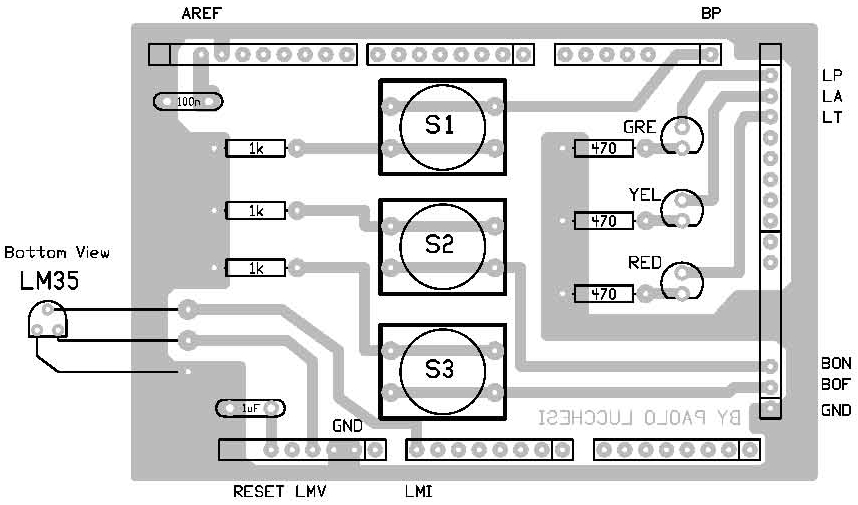 AREF
BP
LP
LA
LT
100n
S1
GRE
1k
470
YEL
1k
470
S2
Bottom View
LM35
1k
RED
470
S3
BON
BOF
GND
1uF
GND
BY PAOLO LUCCHESI
RESET LMV
LMI